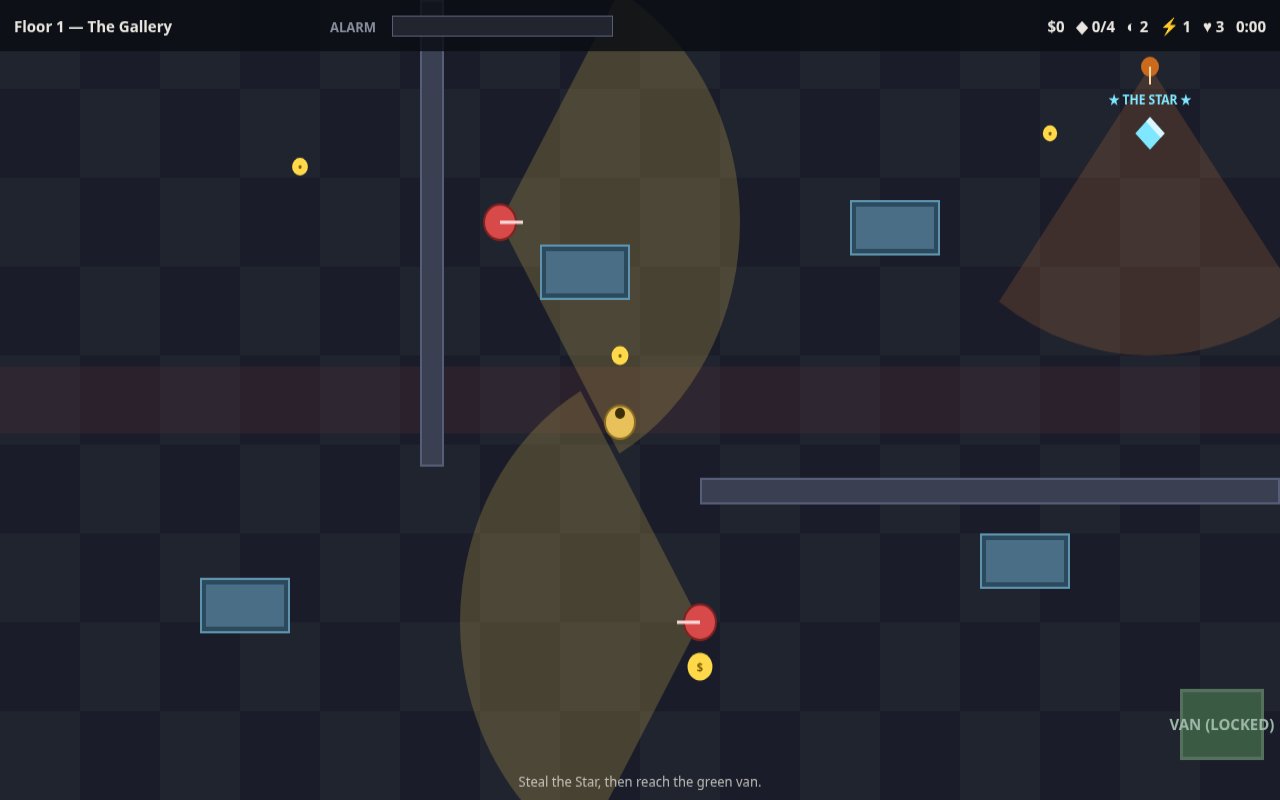 Floor 1 — The Gallery
ALARM
$0 ◆ 0/4 2 ⚡ 1 ♥ 3 0:00
★ THE STAR ★
$
VAN (LOCKED)
Steal the Star, then reach the green van.